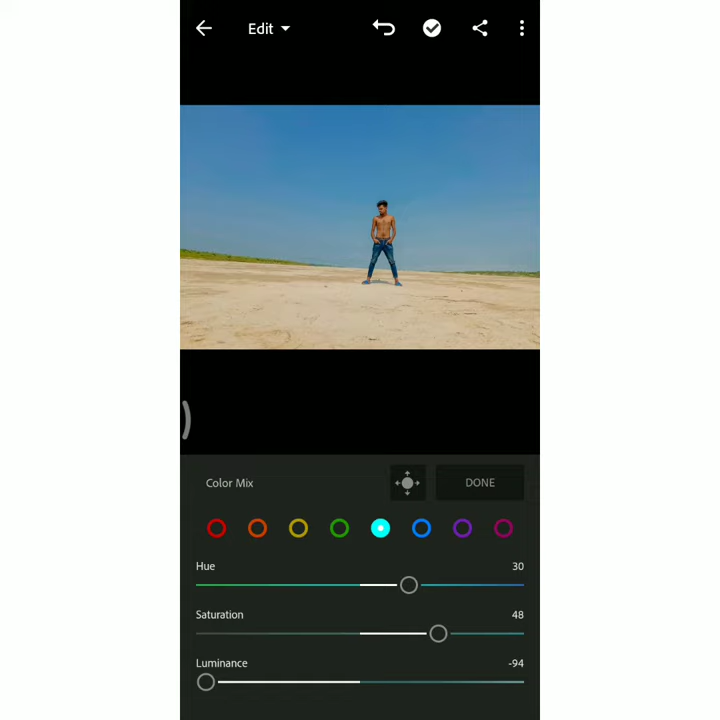 Edit
Color Mix
DONE
Hue 30
Saturation 48
Luminance -94